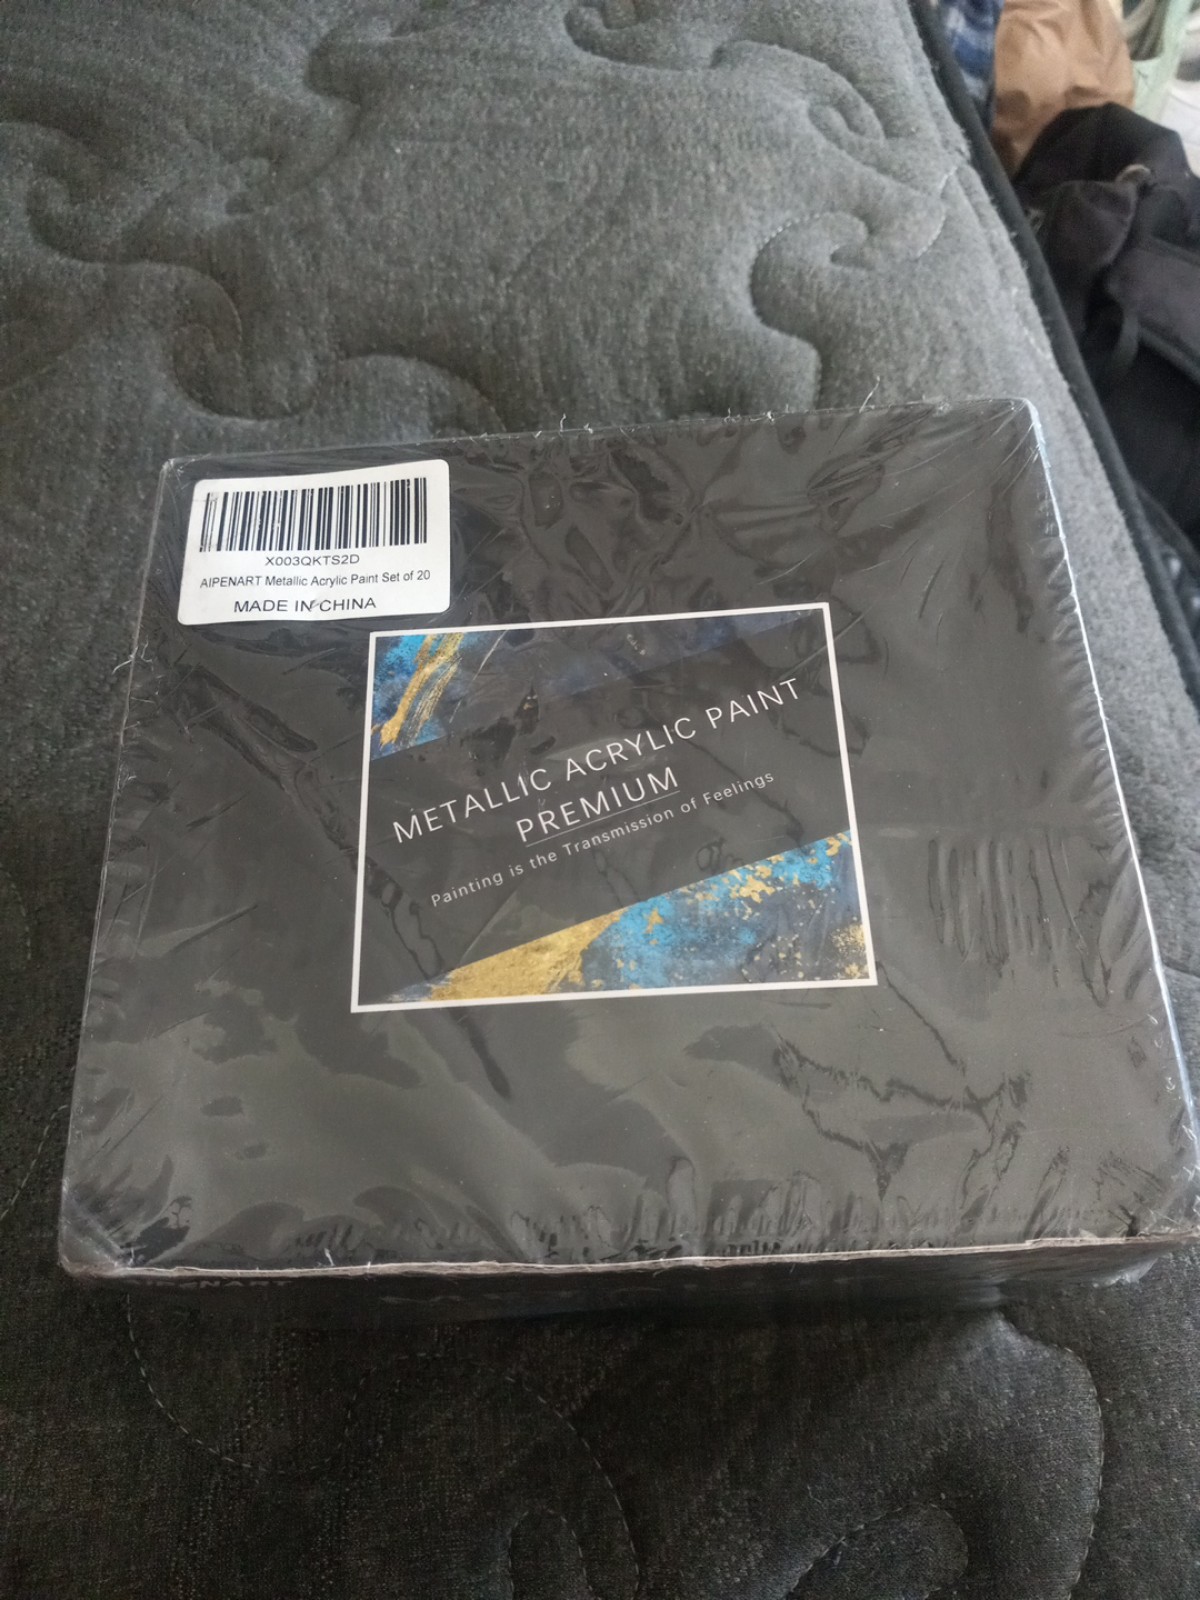 X003QKTS2D
AIPENART Metallic Acrylic Paint Set of 20
MADE IN CHINA
METALLIC ACRYLIC PAINT
PREMIUM
Painting is the Transmission of Feelings